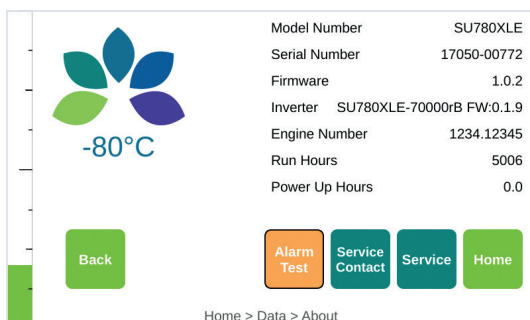 Model Number SU780XLE
Serial Number 17050-00772
Firmware 1.0.2
Inverter SU780XLE-70000rB FW:0.1.9
Engine Number 1234.12345
Run Hours 5006
Power Up Hours 0.0
-80°C
Back
Alarm
Test
Service
Contact
Service
Home
Home > Data > About